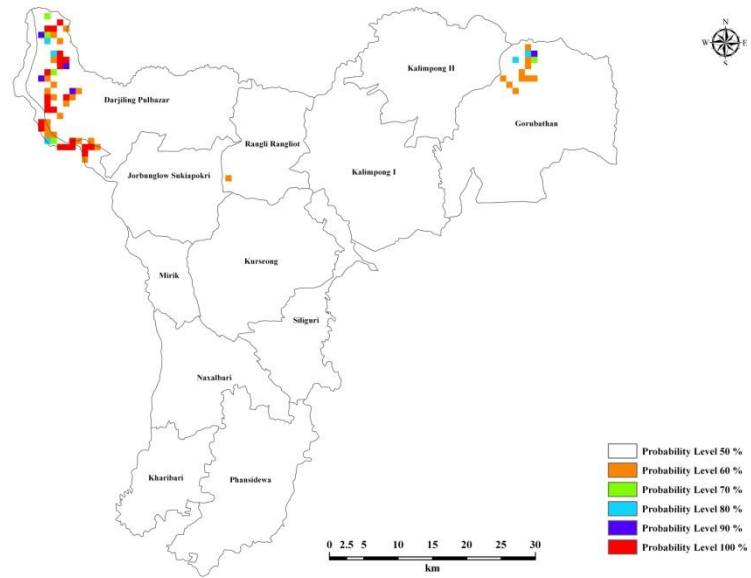 N
W E
S
Kalimpong II
Darjiling Pulbazar
Gorubathan
Rangli Rangliot
Jorbunglow Sukiapokri
Kalimpong I
Mirik
Kurseong
Siliguri
Naxalbari
Kharibari
Phansidewa
Probability Level 50 %
Probability Level 60 %
Probability Level 70 %
Probability Level 80 %
Probability Level 90 %
Probability Level 100 %
0 2.5 5 10 15 20 25 30
km